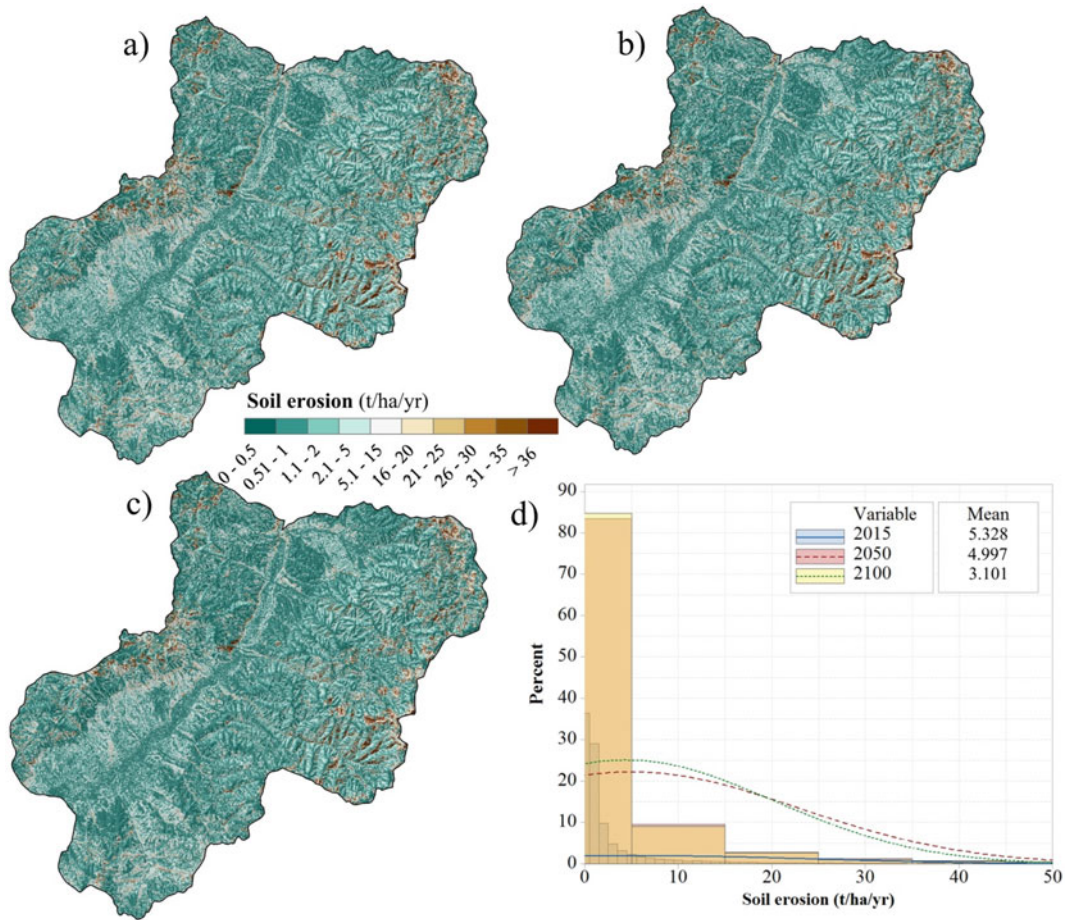 a)
b)
Soil erosion (t/ha/yr)
0 - 0.5
0.51 - 1
1.1 - 2
2.1 - 5
5.1 - 15
16 - 20
21 - 25
26 - 30
31 - 35
> 36
c)
d)
Variable Mean
2015 5.328
2050 4.997
2100 3.101
90
80
70
60
50
40
30
20
10
0
Percent
0 10 20 30 40 50
Soil erosion (t/ha/yr)